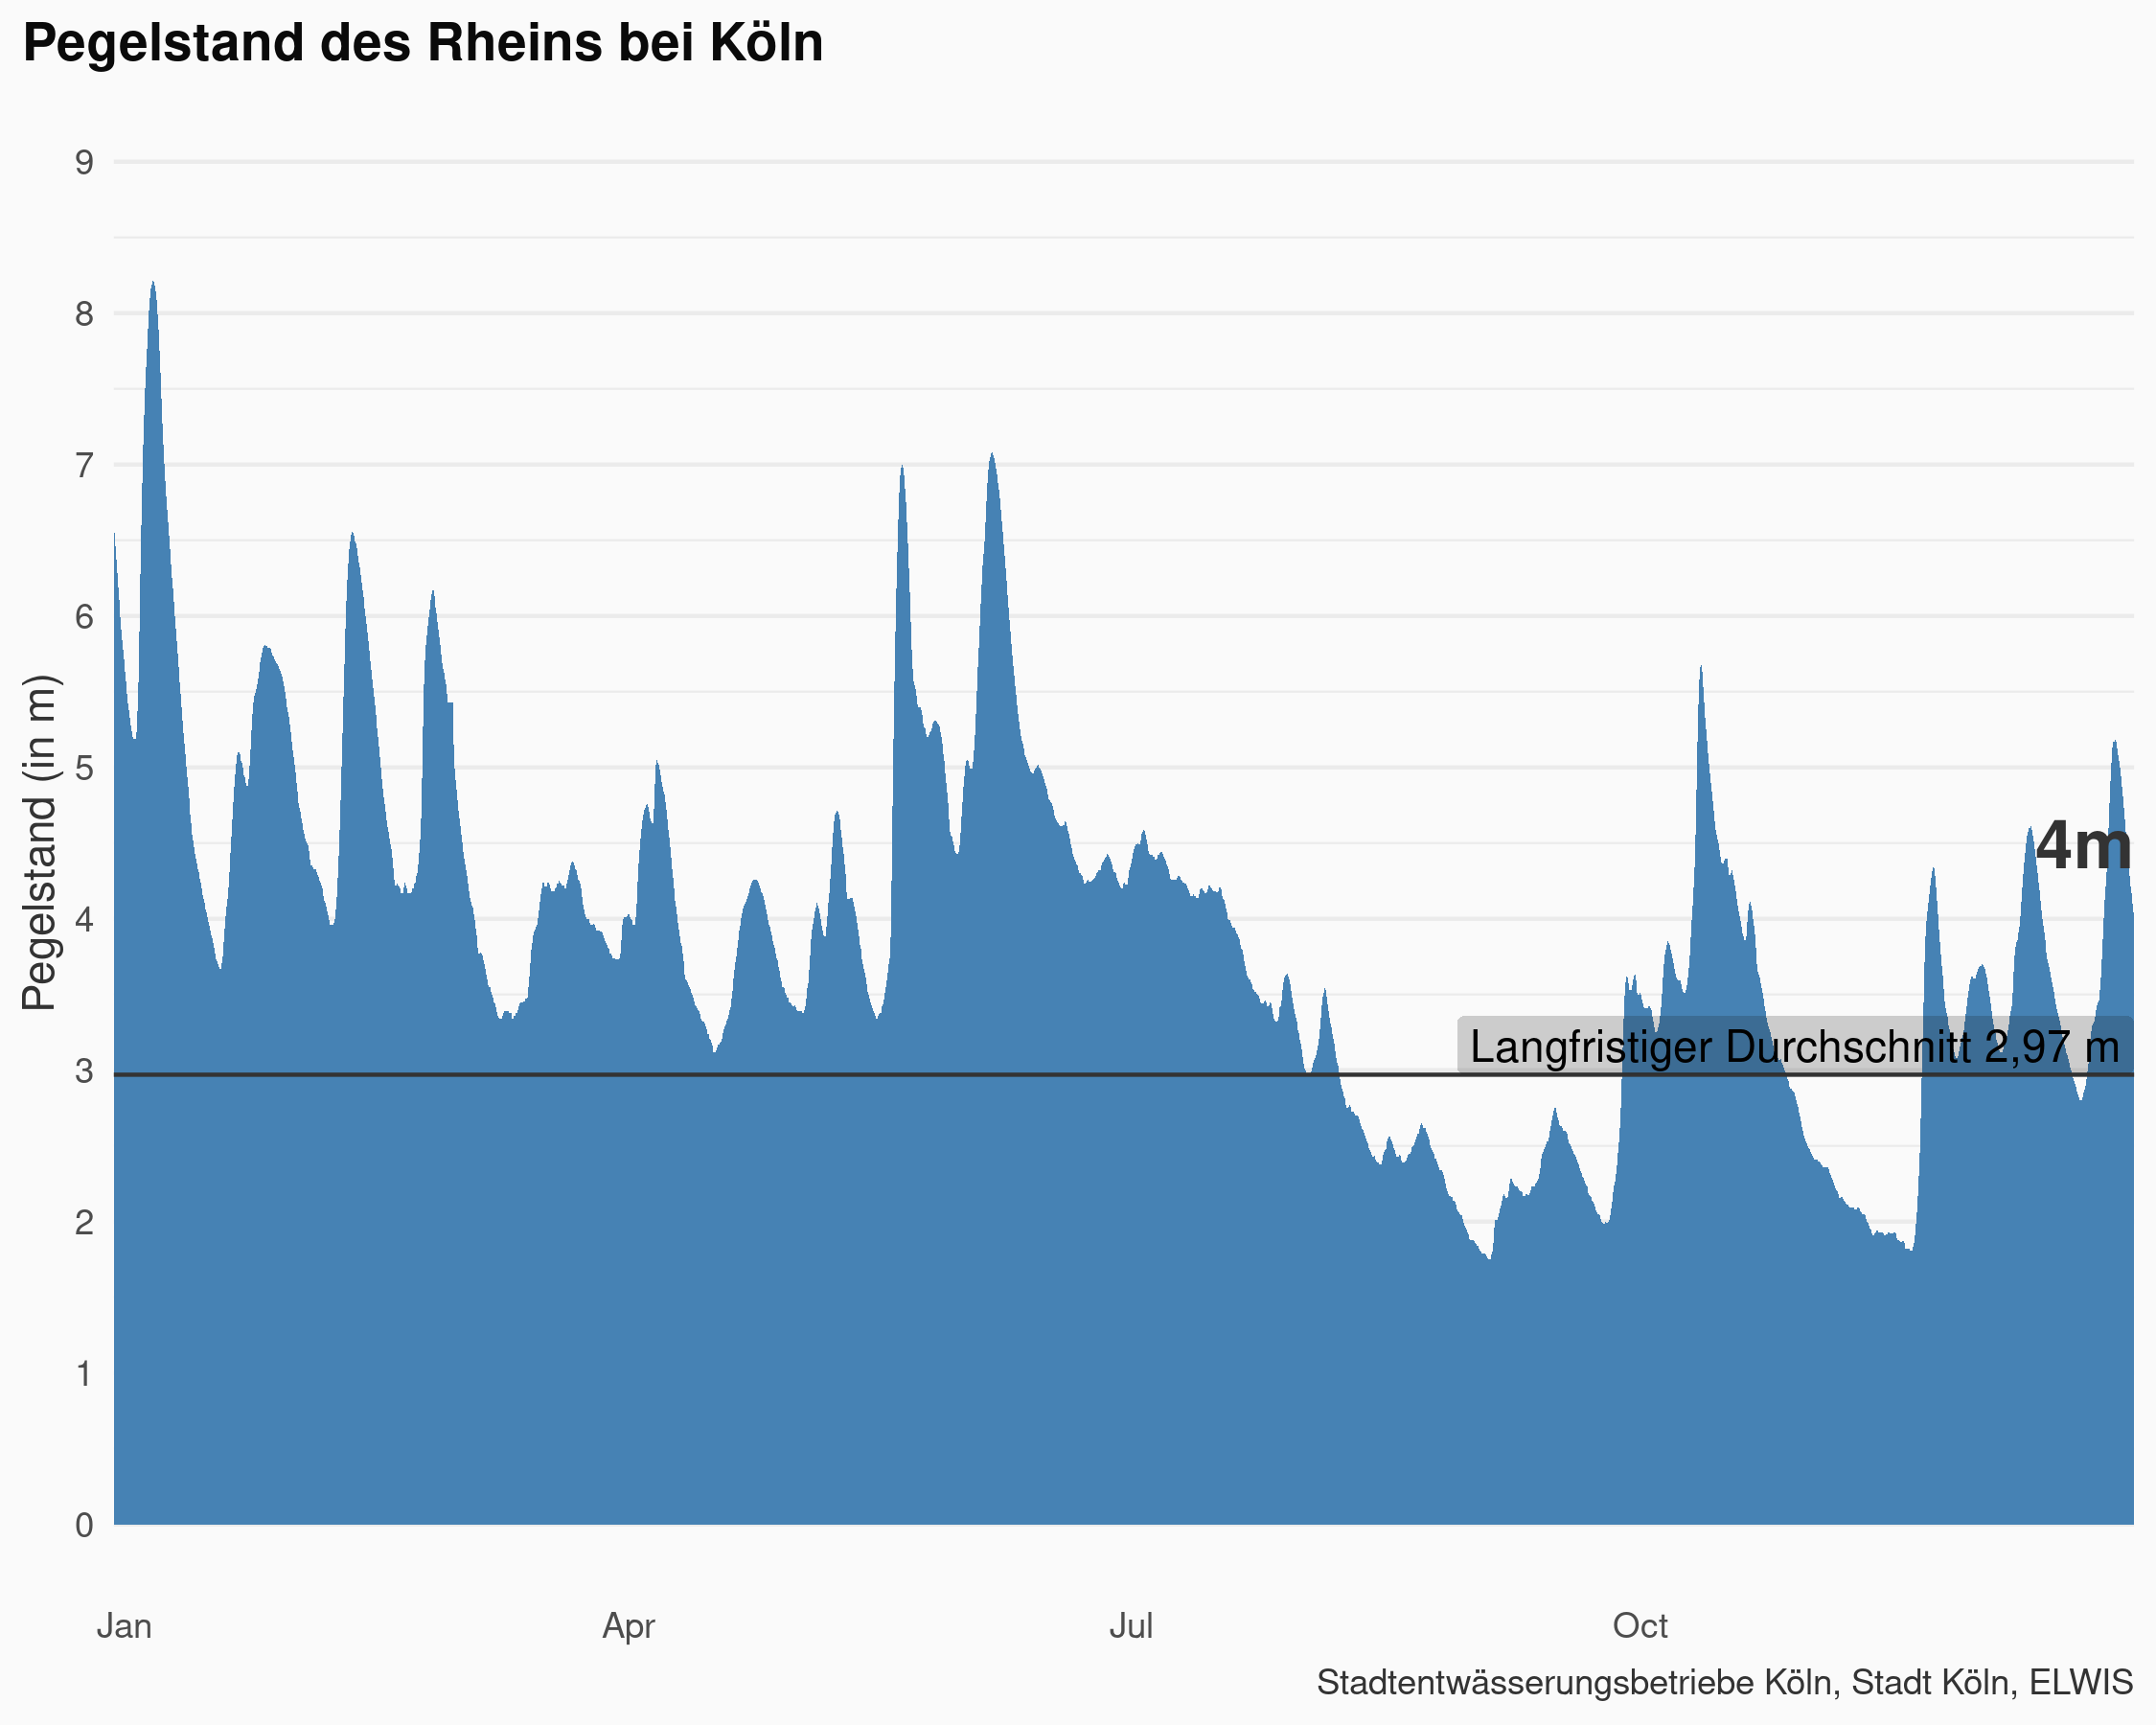 Pegelstand des Rheins bei Köln
Pegelstand (in m)
9
8
7
6
5
4
3
2
1
0
4m
Langfristiger Durchschnitt 2,97 m
Jan Apr Jul Oct
Stadtentwässerungsbetriebe Köln, Stadt Köln, ELWIS